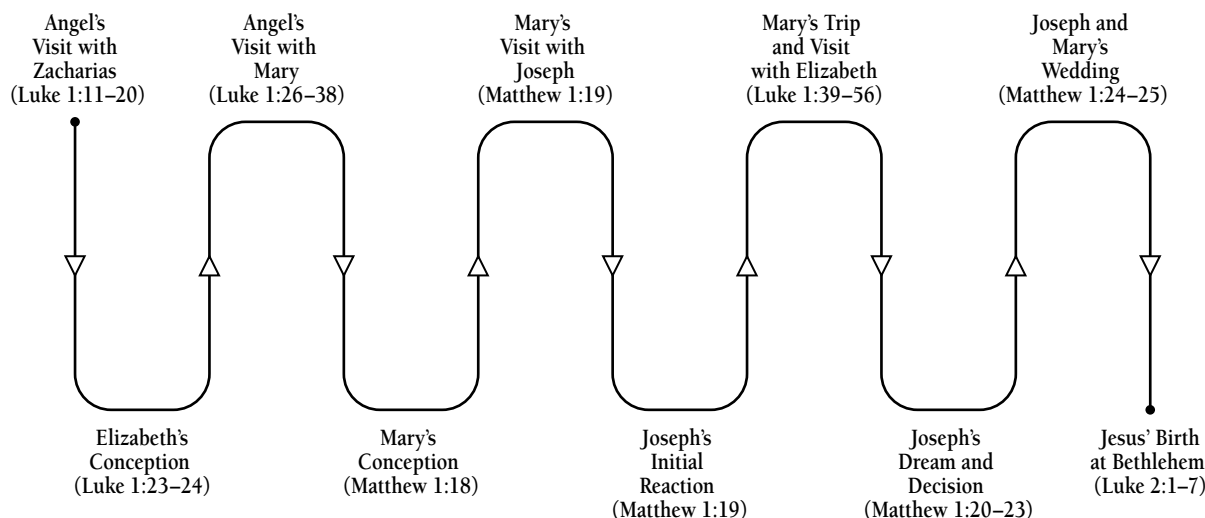 Angel's
Visit with
Zacharias
(Luke 1:11–20)
Angel's
Visit with
Mary
(Luke 1:26–38)
Mary's
Visit with
Joseph
(Matthew 1:19)
Mary's Trip
and Visit
with Elizabeth
(Luke 1:39–56)
Joseph and
Mary's
Wedding
(Matthew 1:24–25)
Elizabeth's
Conception
(Luke 1:23–24)
Mary's
Conception
(Matthew 1:18)
Joseph's
Initial
Reaction
(Matthew 1:19)
Joseph's
Dream and
Decision
(Matthew 1:20–23)
Jesus' Birth
at Bethlehem
(Luke 2:1–7)